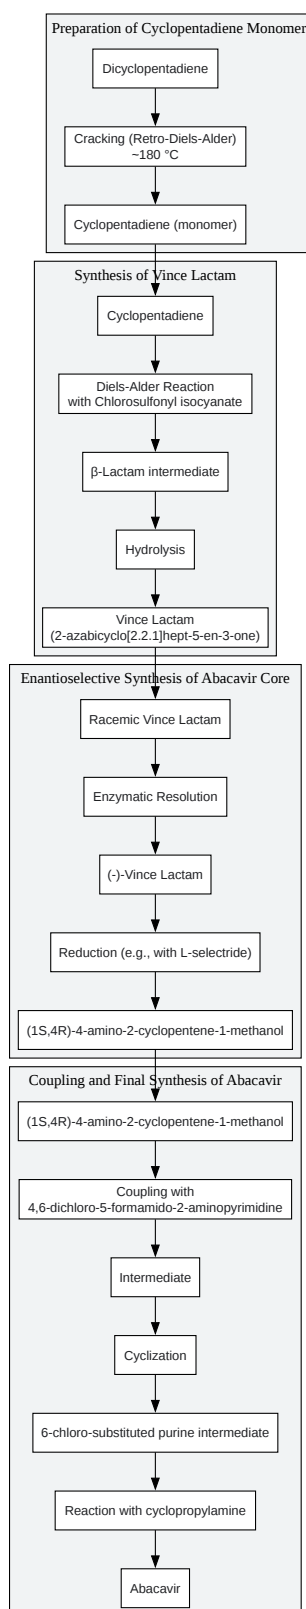 Preparation of Cyclopentadiene Monomer
Dicyclopentadiene
Cracking (Retro-Diels-Alder)
~180 °C
Cyclopentadiene (monomer)
Synthesis of Vince Lactam
Cyclopentadiene
Diels-Alder Reaction
with Chlorosulfonyl isocyanate
β-Lactam intermediate
Hydrolysis
Vince Lactam
(2-azabicyclo[2.2.1]hept-5-en-3-one)
Enantioselective Synthesis of Abacavir Core
Racemic Vince Lactam
Enzymatic Resolution
(-)-Vince Lactam
Reduction (e.g., with L-selectride)
(1S,4R)-4-amino-2-cyclopentene-1-methanol
Coupling and Final Synthesis of Abacavir
(1S,4R)-4-amino-2-cyclopentene-1-methanol
Coupling with
4,6-dichloro-5-formamido-2-aminopyrimidine
Intermediate
Cyclization
6-chloro-substituted purine intermediate
Reaction with cyclopropylamine
Abacavir